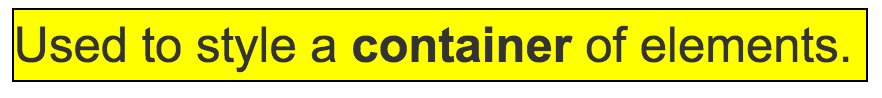 Used to style a container of elements.